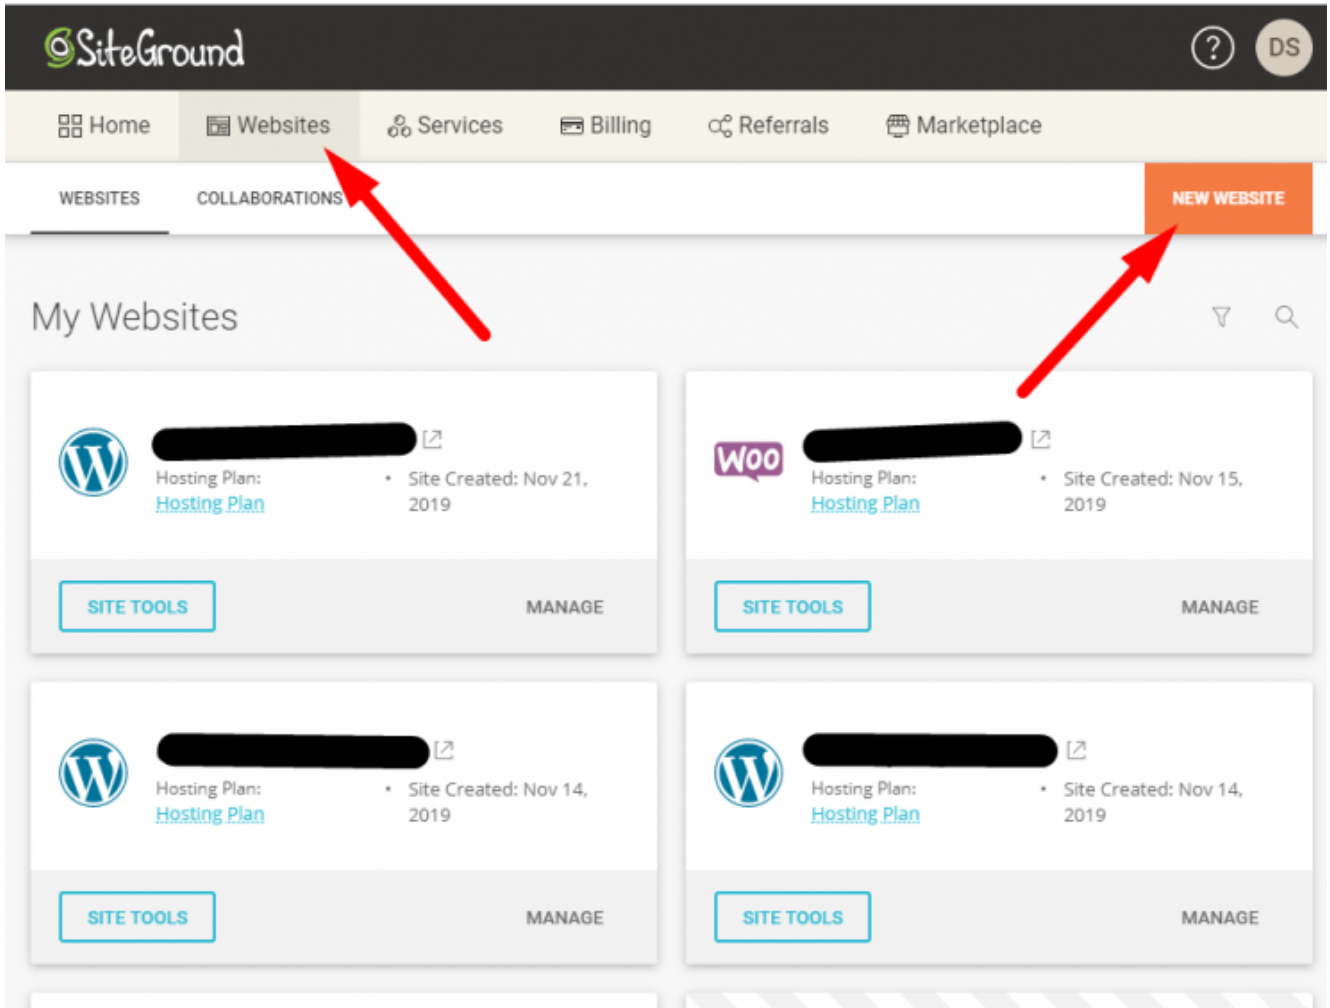 SiteGround
? DS
Home Websites Services Billing Referrals Marketplace
WEBSITES COLLABORATIONS NEW WEBSITE
My Websites
Hosting Plan: • Site Created: Nov 21,
Hosting Plan 2019
SITE TOOLS MANAGE
WOO
Hosting Plan: • Site Created: Nov 15,
Hosting Plan 2019
SITE TOOLS MANAGE
Hosting Plan: • Site Created: Nov 14,
Hosting Plan 2019
SITE TOOLS MANAGE
Hosting Plan: • Site Created: Nov 14,
Hosting Plan 2019
SITE TOOLS MANAGE